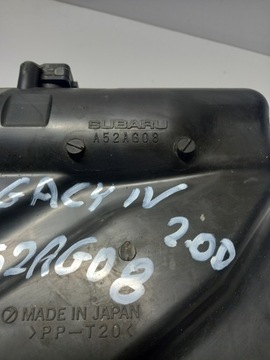 SUBARU
A52AG08
GACY IV
2.0D
52AG08
MADE IN JAPAN
>PP-T20<